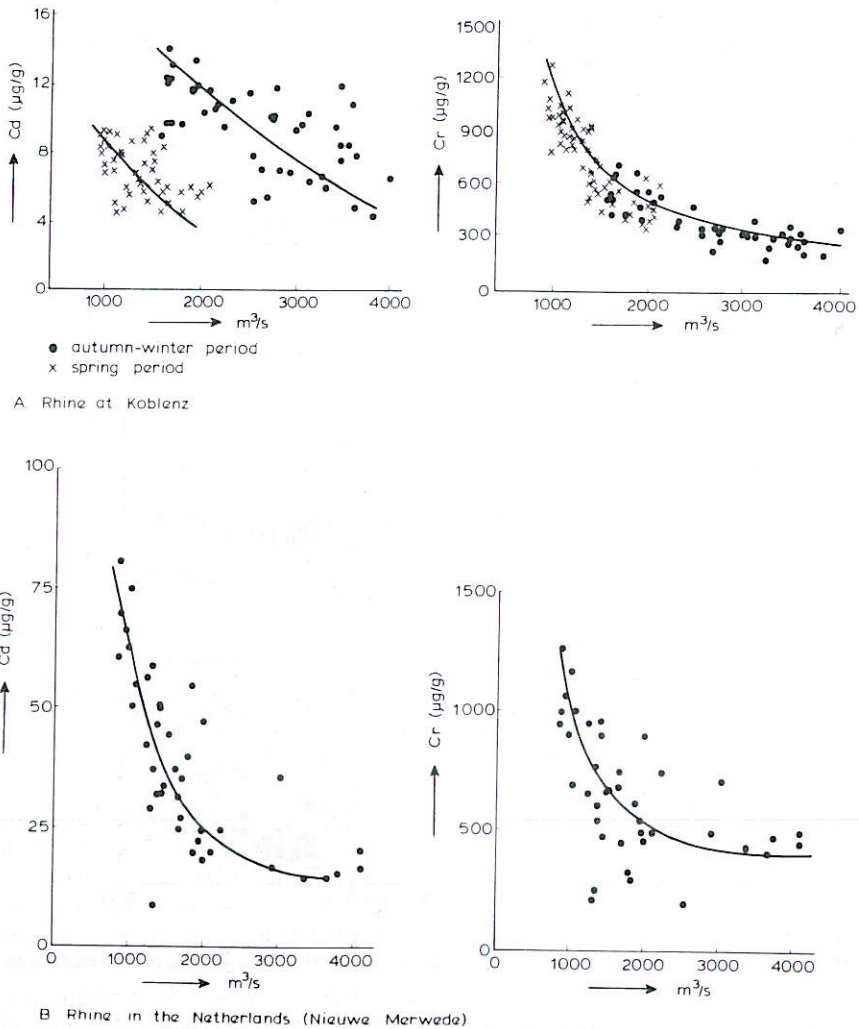 16
12
8
4
0
Cd (µg/g)
1000 2000 3000 4000
m³/s
1500
1200
900
600
300
0
Cr (µg/g)
1000 2000 3000 4000
m³/s
● autumn-winter period
x spring period
A Rhine at Koblenz
100
75
50
25
0
Cd (µg/g)
1000 2000 3000 4000
m³/s
1500
1000
500
0
Cr (µg/g)
1000 2000 3000 4000
m³/s
B Rhine in the Netherlands (Nieuwe Merwede)